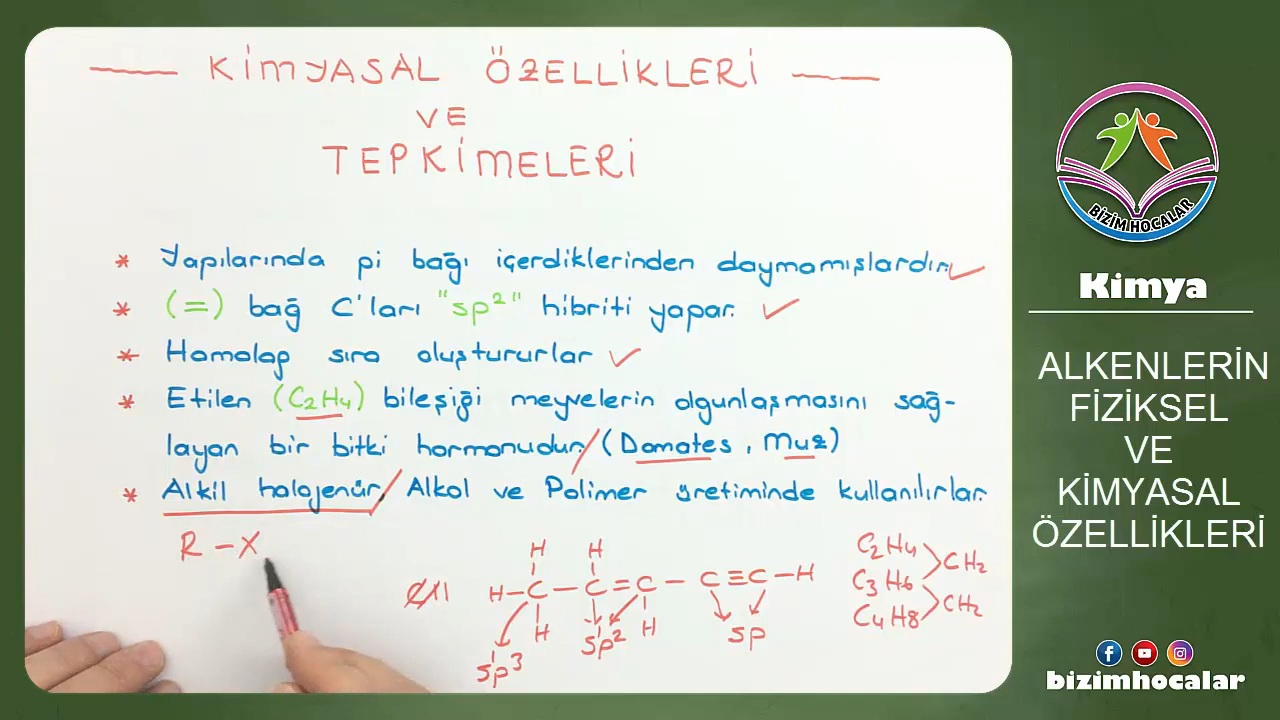 KİMYASAL ÖZELLİKLERİ
VE
TEPKİMELERİ
* Yapılarında pi bağı içerdiklerinden doymamışlardır.
* (=) bağ C'ları "sp²" hibriti yapar.
* Homolog sıra oluştururlar
* Etilen (C2H4) bileşiği meyvelerin olgunlaşmasını sağ-
layan bir bitki hormonudur. (Domates, Muz)
* Alkil halojenür, Alkol ve Polimer üretiminde kullanılırlar.
R-X
H H
H-C-C=C-C≡C-H
H H
sp3 sp2 sp
C2H4
CH2
C3H6
CH2
C4H8
BİZİM HOCALAR
Kimya
ALKENLERİN
FİZİKSEL
VE
KİMYASAL
ÖZELLİKLERİ
bizimhocalar